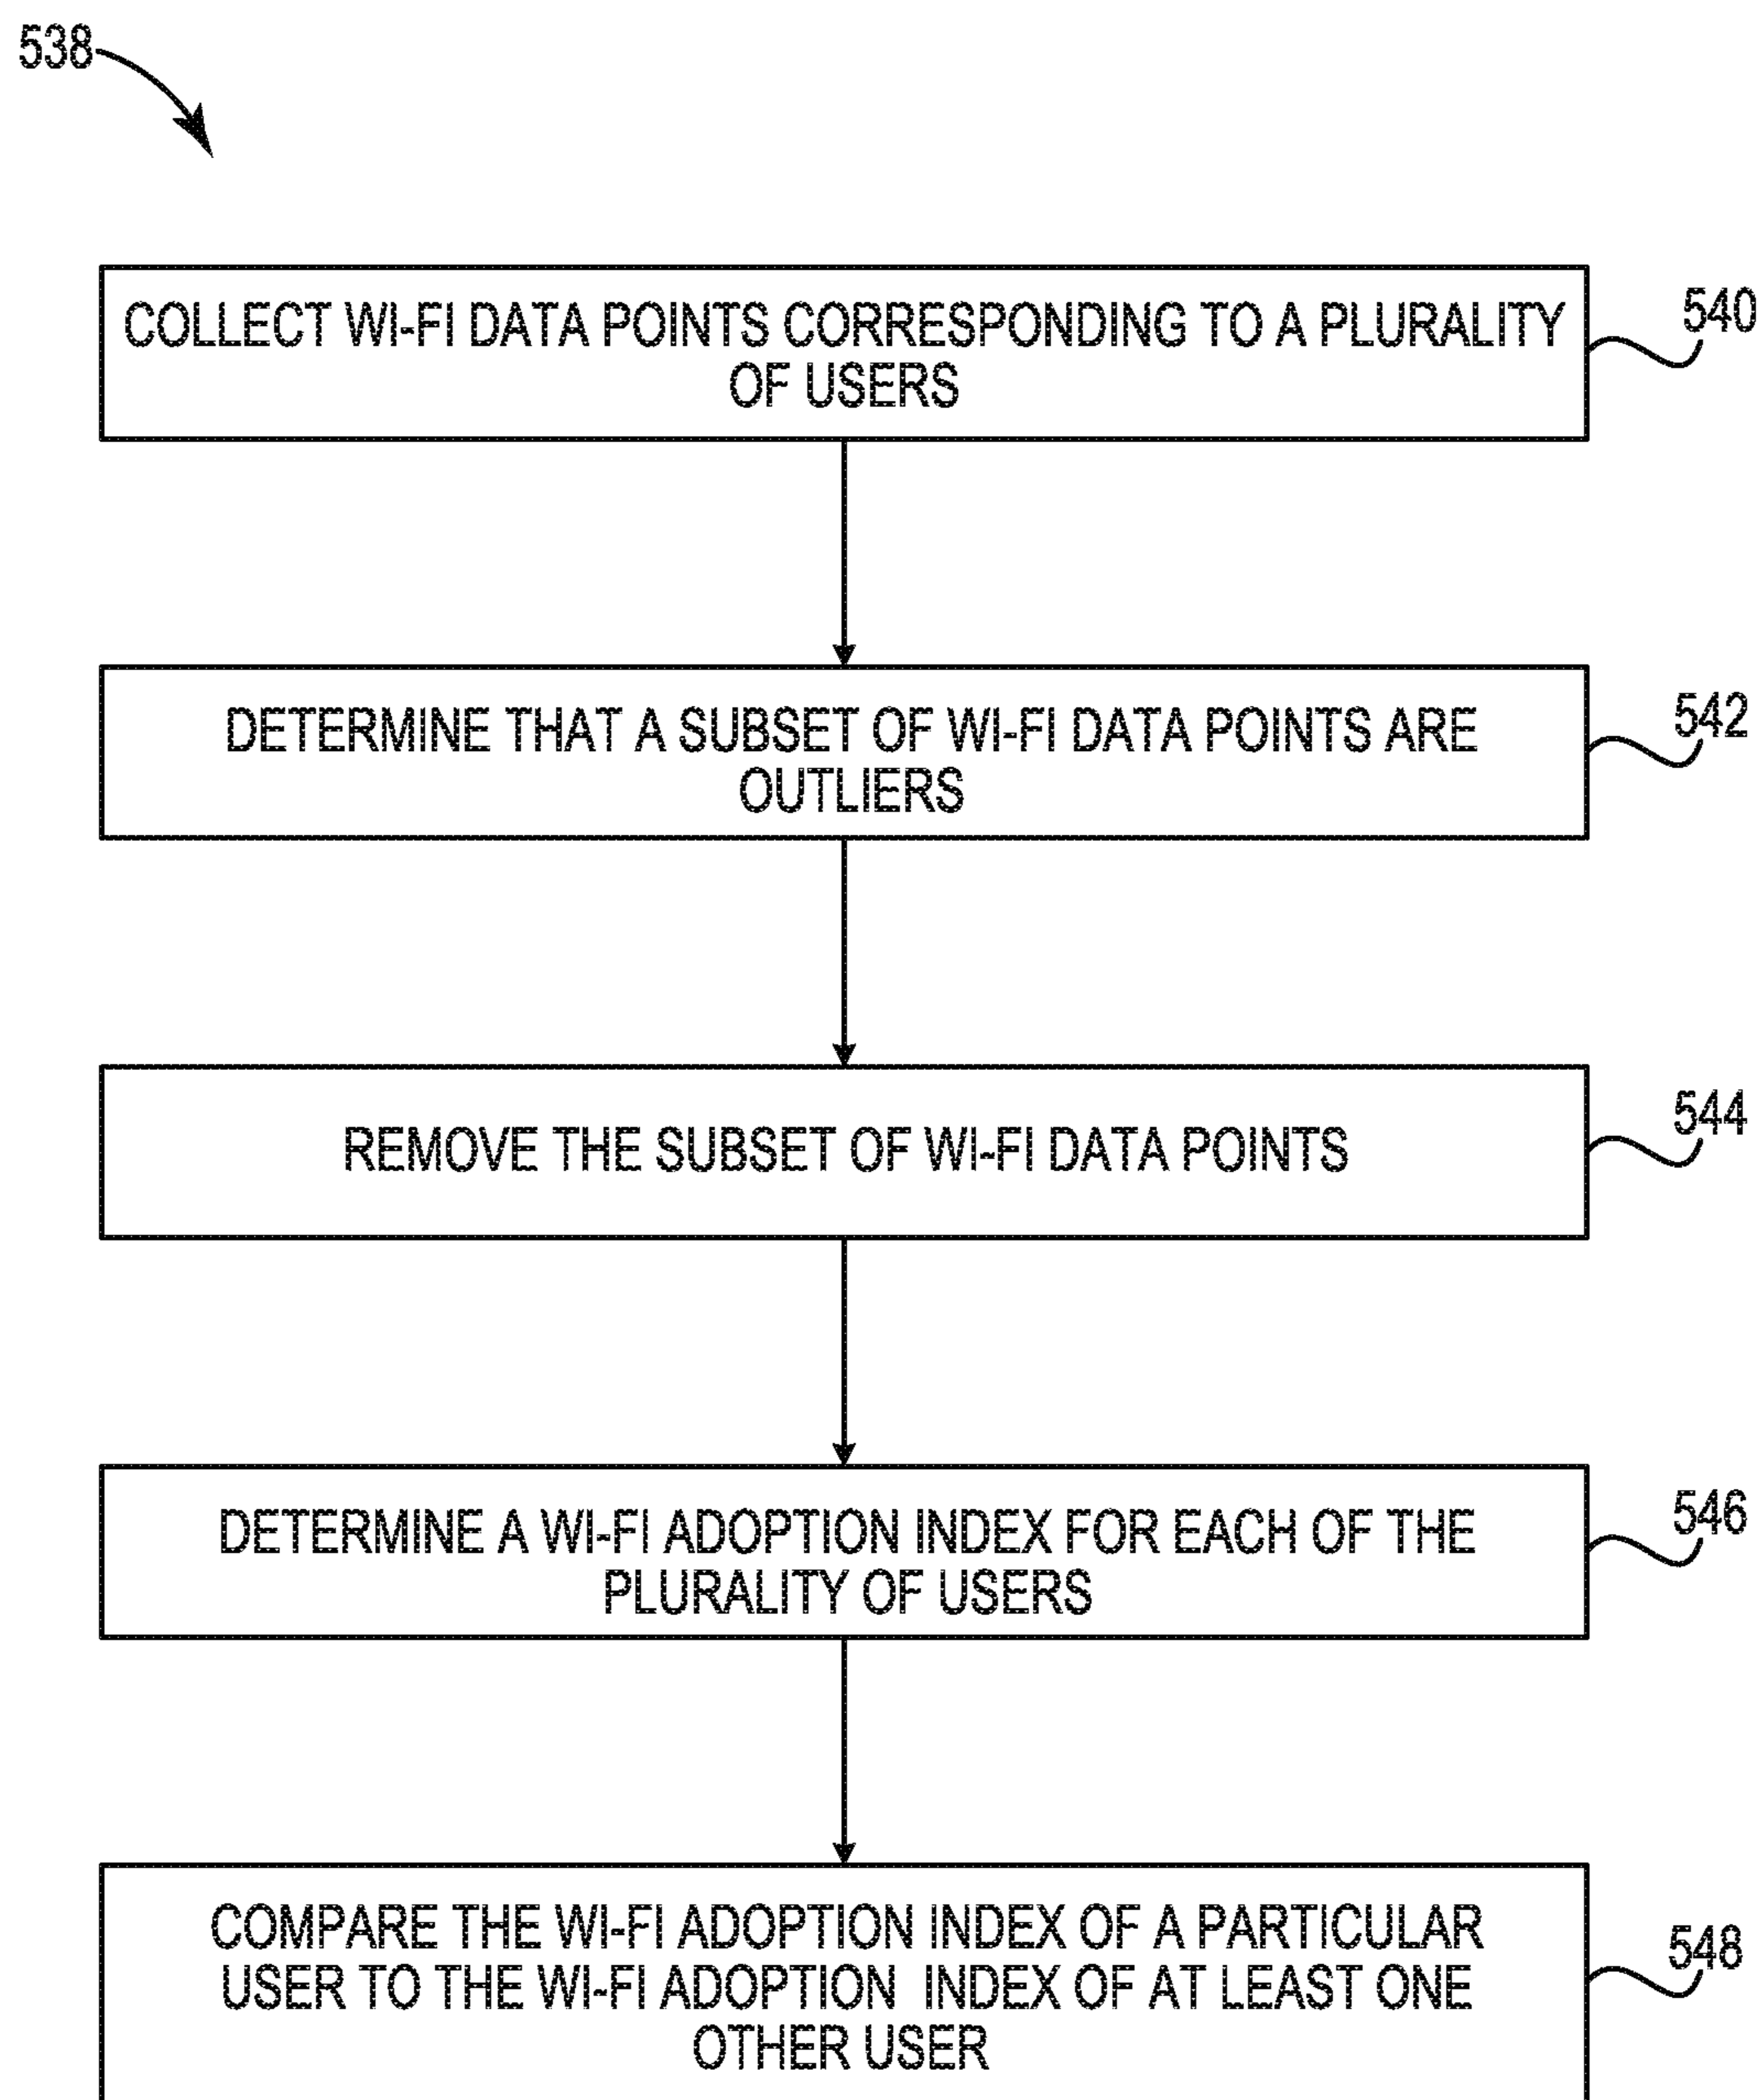 538
COLLECT WI-FI DATA POINTS CORRESPONDING TO A PLURALITY
OF USERS
540
DETERMINE THAT A SUBSET OF WI-FI DATA POINTS ARE
OUTLIERS
542
REMOVE THE SUBSET OF WI-FI DATA POINTS
544
DETERMINE A WI-FI ADOPTION INDEX FOR EACH OF THE
PLURALITY OF USERS
546
COMPARE THE WI-FI ADOPTION INDEX OF A PARTICULAR
USER TO THE WI-FI ADOPTION INDEX OF AT LEAST ONE
OTHER USER
548